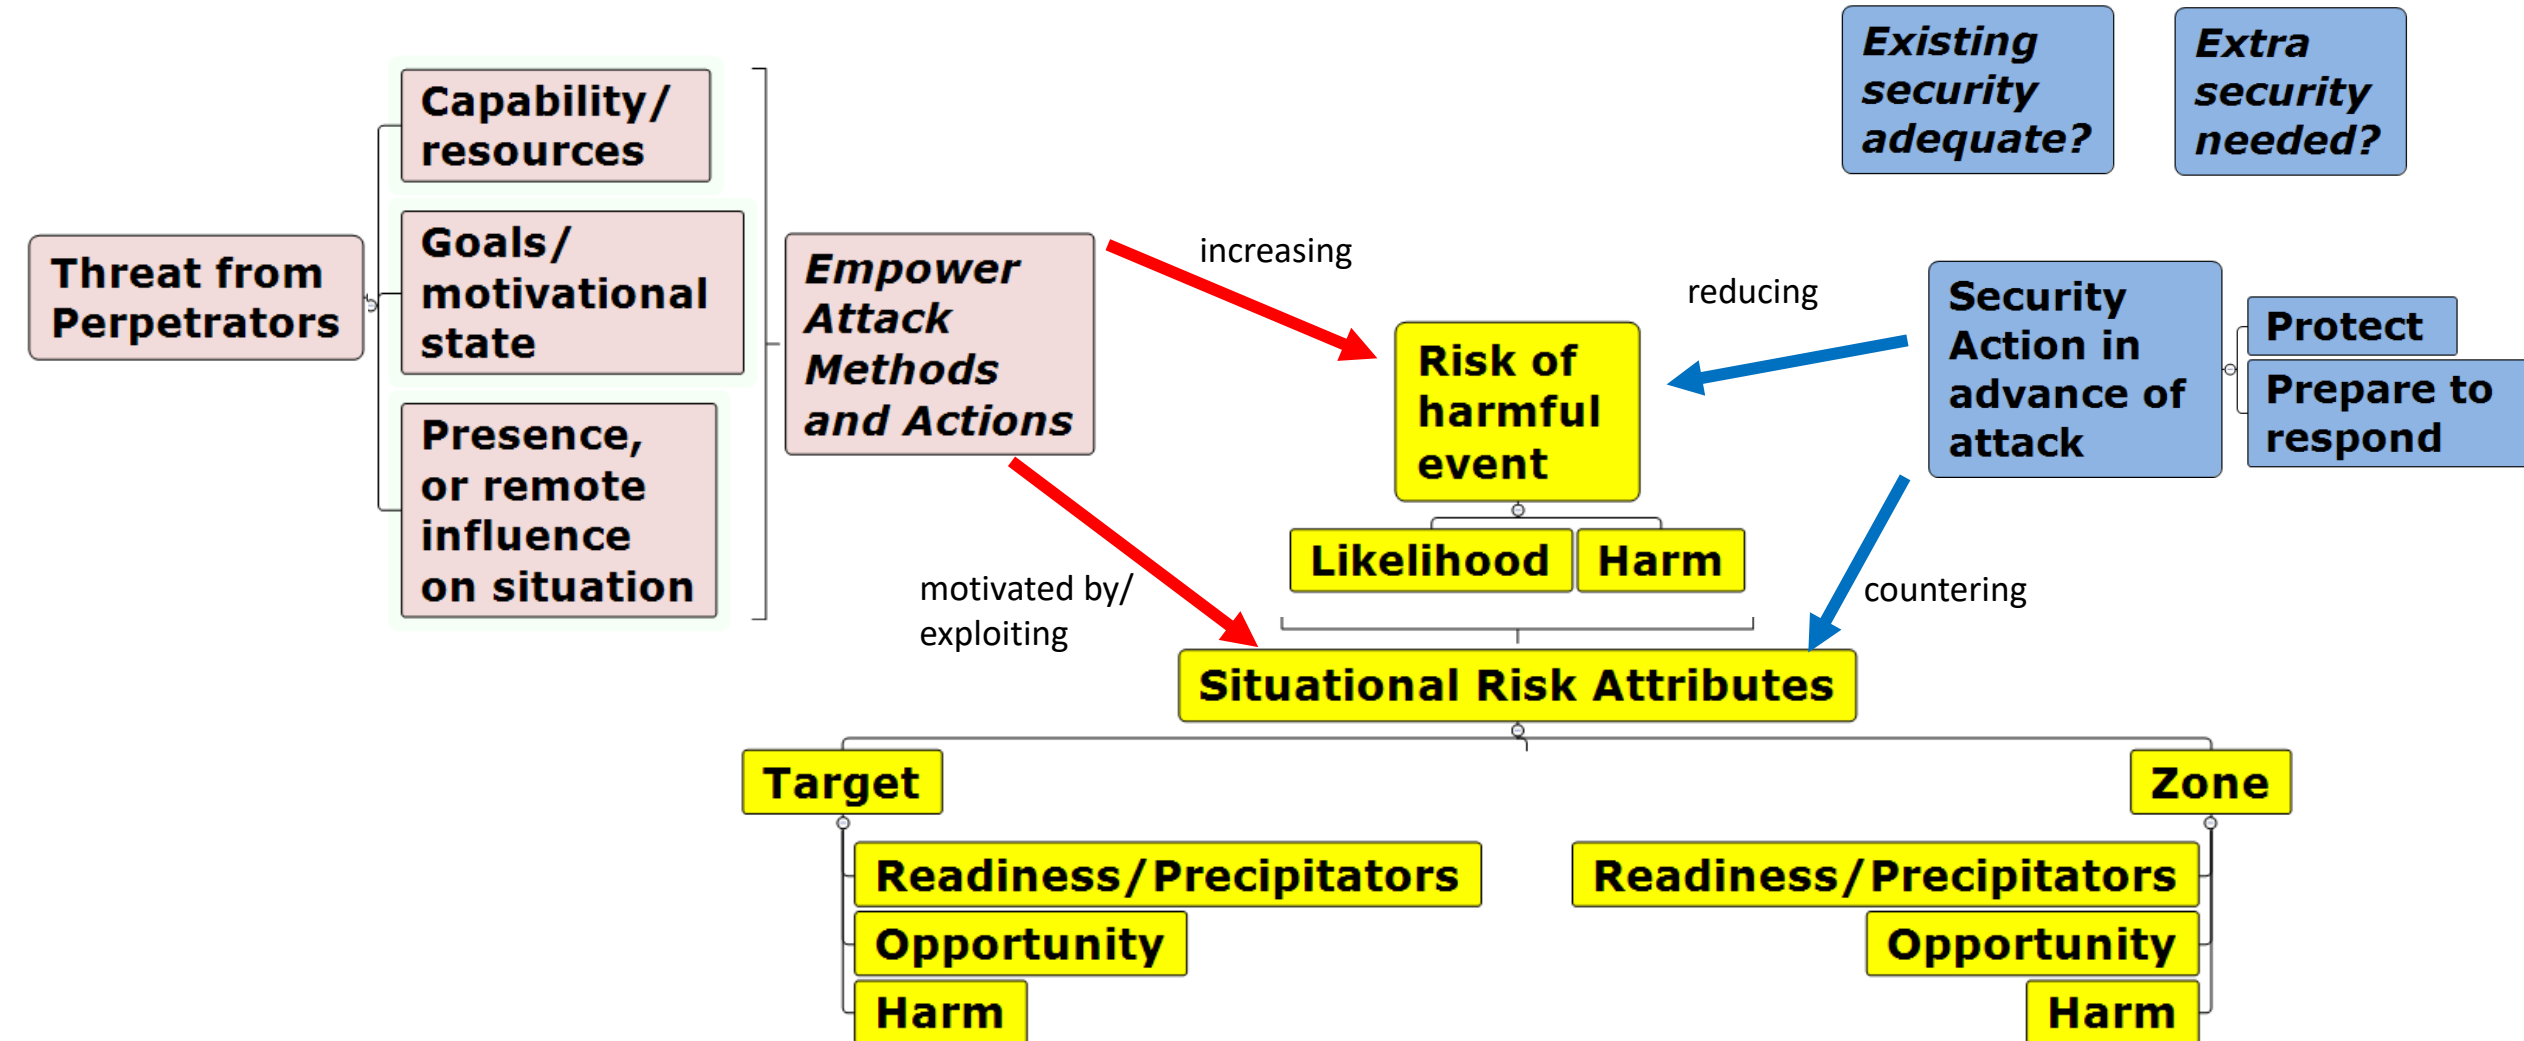 Existing
security
adequate?
Extra
security
needed?
Capability/
resources
Threat from
Perpetrators
Goals/
motivational
state
Presence,
or remote
influence
on situation
Empower
Attack
Methods
and Actions
increasing
motivated by/
exploiting
reducing
Risk of
harmful
event
Likelihood
Harm
Security
Action in
advance of
attack
Protect
Prepare to
respond
countering
Situational Risk Attributes
Target
Readiness/Precipitators
Opportunity
Harm
Zone
Readiness/Precipitators
Opportunity
Harm